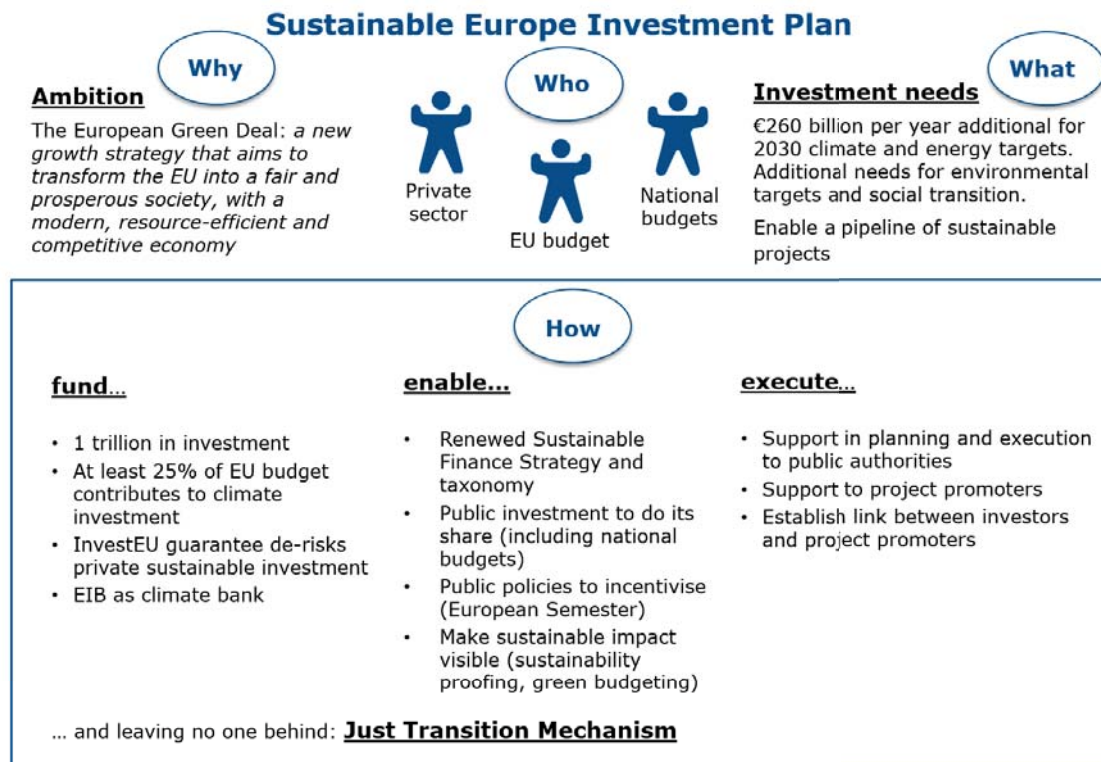 Sustainable Europe Investment Plan
Why
Ambition
The European Green Deal: a new
growth strategy that aims to
transform the EU into a fair and
prosperous society, with a
modern, resource-efficient and
competitive economy
Who
Private
sector
EU budget
National
budgets
What
Investment needs
€260 billion per year additional for
2030 climate and energy targets.
Additional needs for environmental
targets and social transition.
Enable a pipeline of sustainable
projects
How
fund...
• 1 trillion in investment
• At least 25% of EU budget
contributes to climate
investment
• InvestEU guarantee de-risks
private sustainable investment
• EIB as climate bank
enable...
• Renewed Sustainable
Finance Strategy and
taxonomy
• Public investment to do its
share (including national
budgets)
• Public policies to incentivise
(European Semester)
• Make sustainable impact
visible (sustainability
proofing, green budgeting)
execute...
• Support in planning and execution
to public authorities
• Support to project promoters
• Establish link between investors
and project promoters
... and leaving no one behind: Just Transition Mechanism